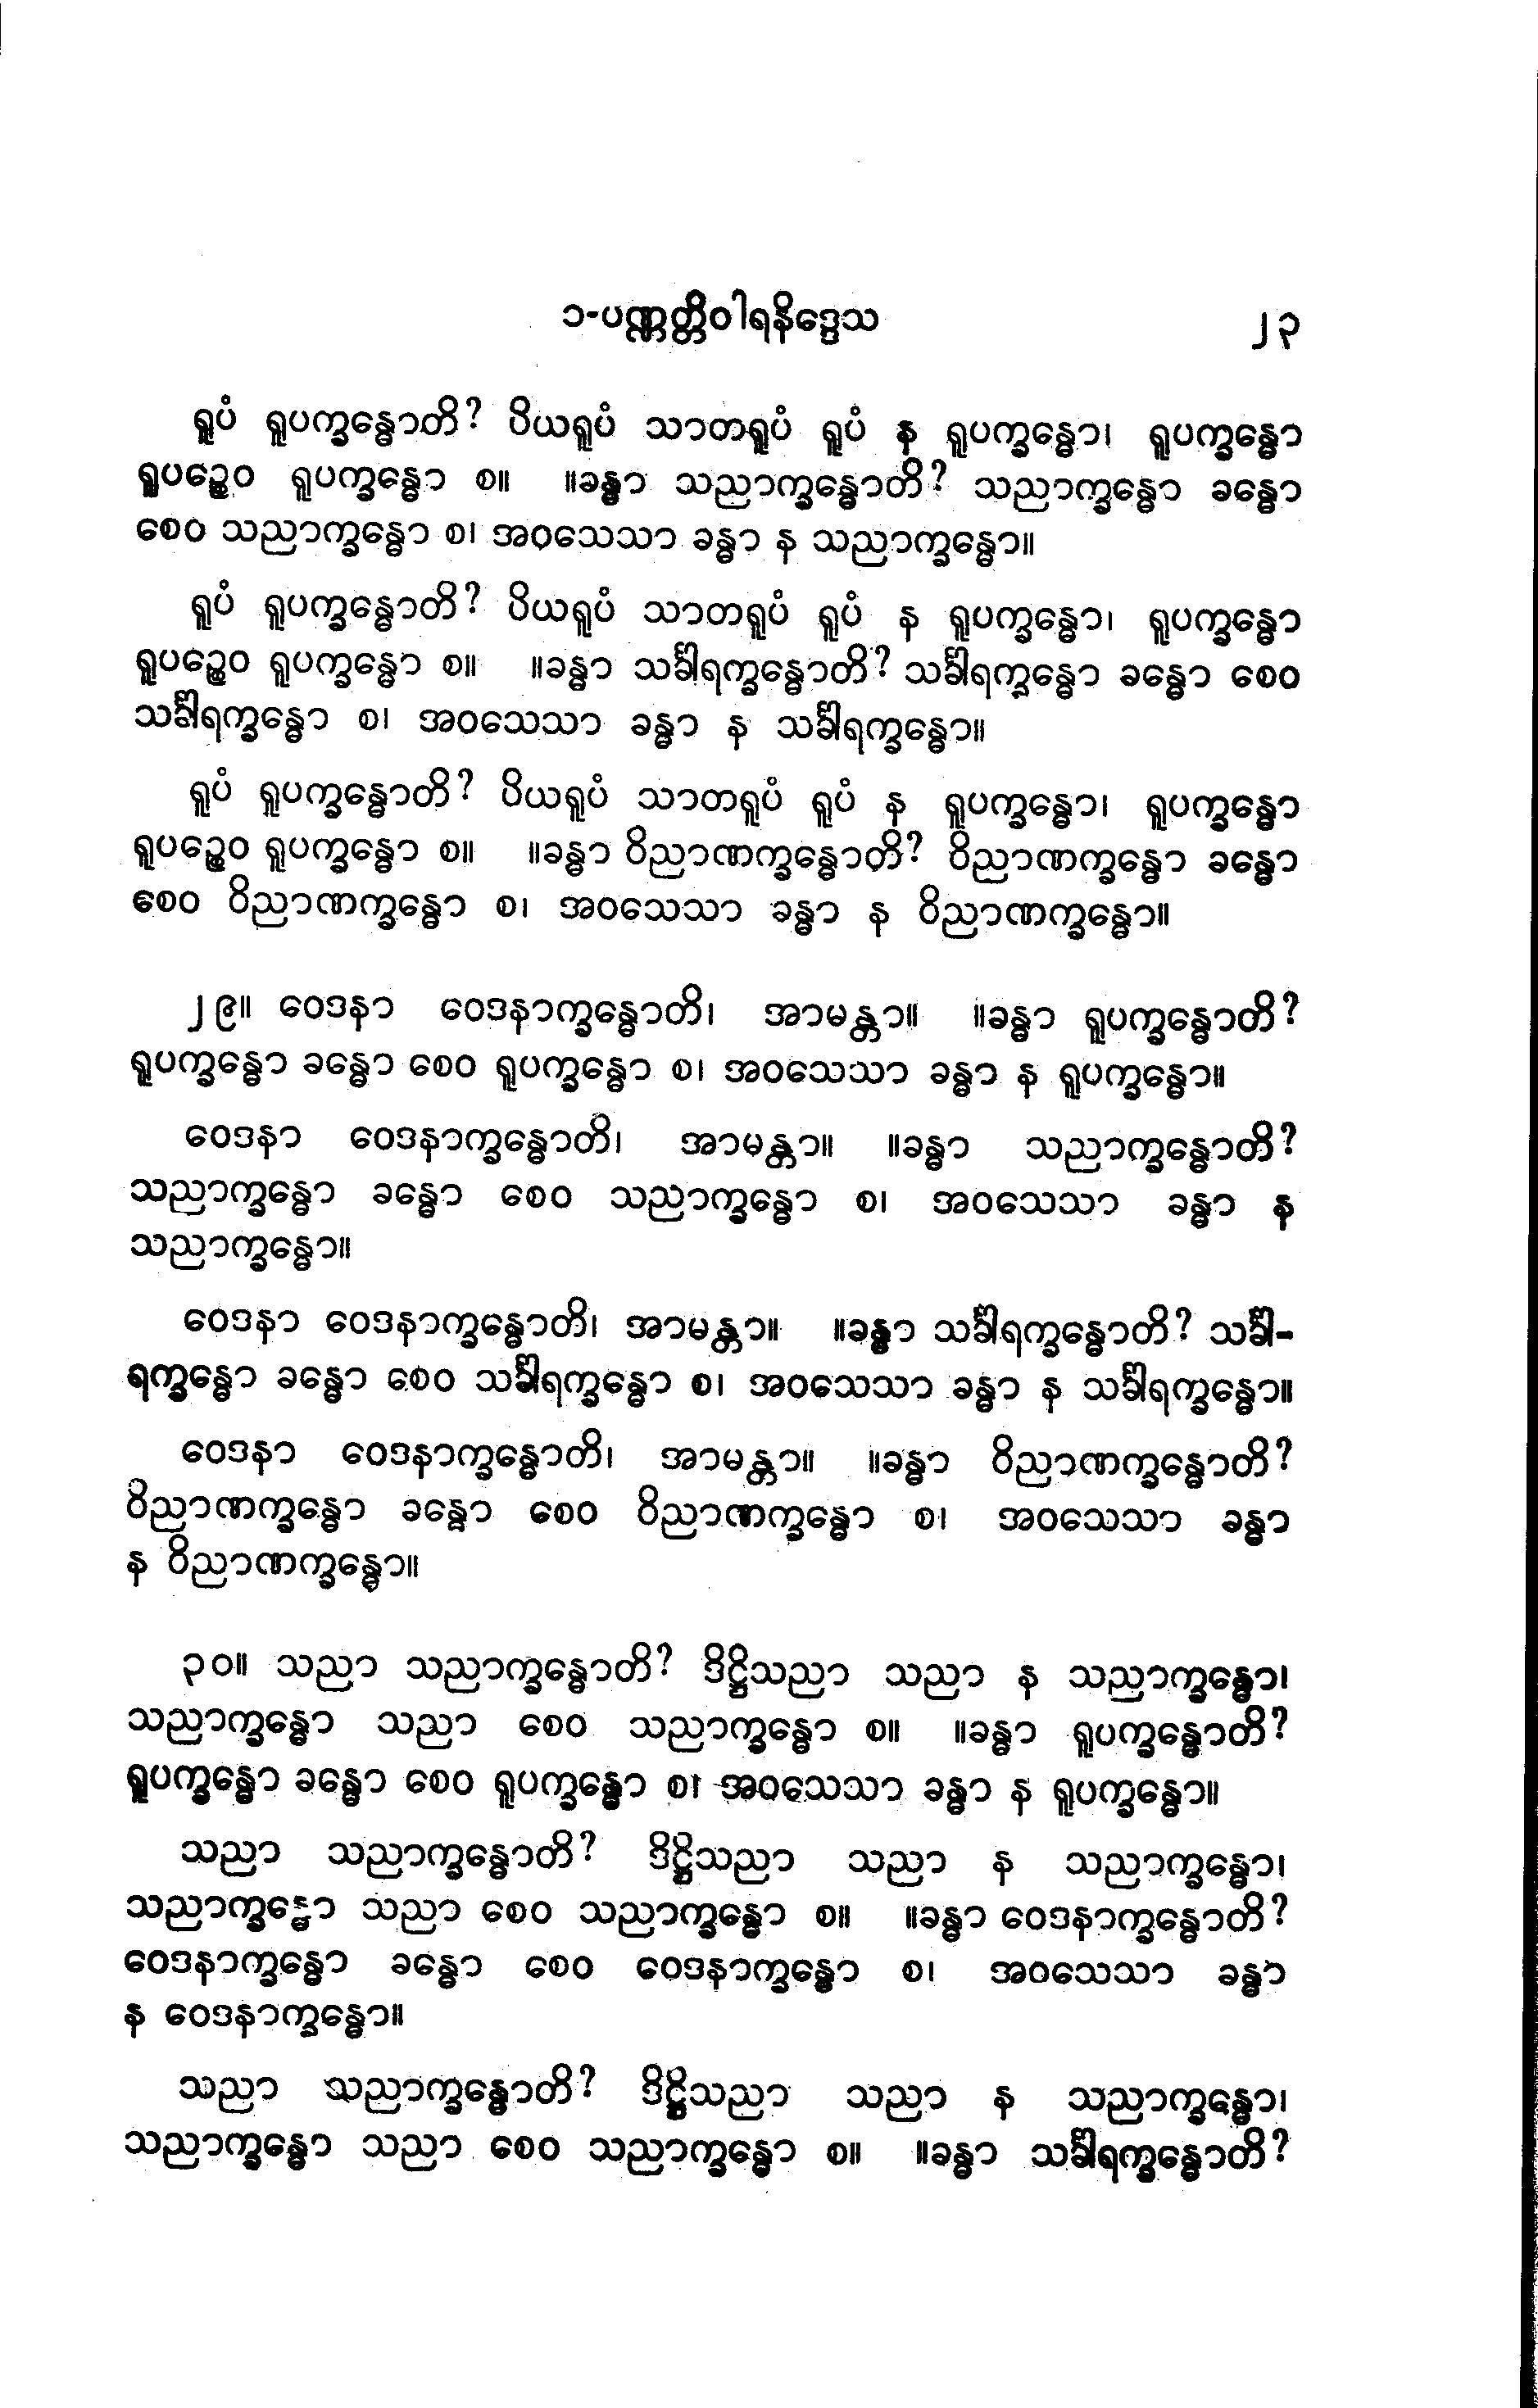 ၁-ပဏ္ဏတ္တိဝါရနိဒ္ဒေသ ၂၃
ရူပံ ရူပက္ခန္ဓောတိ? ပိယရူပံ သာတရူပံ ရူပံ န ရူပက္ခန္ဓော၊ ရူပက္ခန္ဓော
ရူပဉ္စေဝ ရူပက္ခန္ဓော စ။ ။ခန္ဓာ သညာက္ခန္ဓောတိ? သညာက္ခန္ဓော ခန္ဓော
စေဝ သညာက္ခန္ဓော စ၊ အဝသေသာ ခန္ဓာ န သညာက္ခန္ဓော။
ရူပံ ရူပက္ခန္ဓောတိ? ပိယရူပံ သာတရူပံ ရူပံ န ရူပက္ခန္ဓော၊ ရူပက္ခန္ဓော
ရူပဉ္စေဝ ရူပက္ခန္ဓော စ။ ။ခန္ဓာ သင်္ခါရက္ခန္ဓောတိ? သင်္ခါရက္ခန္ဓော ခန္ဓော စေဝ
သင်္ခါရက္ခန္ဓော စ၊ အဝသေသာ ခန္ဓာ န သင်္ခါရက္ခန္ဓော။
ရူပံ ရူပက္ခန္ဓောတိ? ပိယရူပံ သာတရူပံ ရူပံ န ရူပက္ခန္ဓော၊ ရူပက္ခန္ဓော
ရူပဉ္စေဝ ရူပက္ခန္ဓော စ။ ။ခန္ဓာ ဝိညာဏက္ခန္ဓောတိ? ဝိညာဏက္ခန္ဓော ခန္ဓော
စေဝ ဝိညာဏက္ခန္ဓော စ၊ အဝသေသာ ခန္ဓာ န ဝိညာဏက္ခန္ဓော။
၂၉။ ဝေဒနာ ဝေဒနာက္ခန္ဓောတိ၊ အာမန္တာ။ ။ခန္ဓာ ရူပက္ခန္ဓောတိ?
ရူပက္ခန္ဓော ခန္ဓော စေဝ ရူပက္ခန္ဓော စ၊ အဝသေသာ ခန္ဓာ န ရူပက္ခန္ဓော။
ဝေဒနာ ဝေဒနာက္ခန္ဓောတိ၊ အာမန္တာ။ ။ခန္ဓာ သညာက္ခန္ဓောတိ?
သညာက္ခန္ဓော ခန္ဓော စေဝ သညာက္ခန္ဓော စ၊ အဝသေသာ ခန္ဓာ န
သညာက္ခန္ဓော။
ဝေဒနာ ဝေဒနာက္ခန္ဓောတိ၊ အာမန္တာ။ ။ခန္ဓာ သင်္ခါရက္ခန္ဓောတိ? သင်္ခါ-
ရက္ခန္ဓော ခန္ဓော စေဝ သင်္ခါရက္ခန္ဓော စ၊ အဝသေသာ ခန္ဓာ န သင်္ခါရက္ခန္ဓော။
ဝေဒနာ ဝေဒနာက္ခန္ဓောတိ၊ အာမန္တာ။ ။ခန္ဓာ ဝိညာဏက္ခန္ဓောတိ?
ဝိညာဏက္ခန္ဓော ခန္ဓော စေဝ ဝိညာဏက္ခန္ဓော စ၊ အဝသေသာ ခန္ဓာ
န ဝိညာဏက္ခန္ဓော။
၃၀။ သညာ သညာက္ခန္ဓောတိ? ဒိဋ္ဌိသညာ သညာ န သညာက္ခန္ဓော၊
သညာက္ခန္ဓော သညာ စေဝ သညာက္ခန္ဓော စ။ ။ခန္ဓာ ရူပက္ခန္ဓောတိ?
ရူပက္ခန္ဓော ခန္ဓော စေဝ ရူပက္ခန္ဓော စ၊ အဝသေသာ ခန္ဓာ န ရူပက္ခန္ဓော။
သညာ သညာက္ခန္ဓောတိ? ဒိဋ္ဌိသညာ သညာ န သညာက္ခန္ဓော၊
သညာက္ခန္ဓော သညာ စေဝ သညာက္ခန္ဓော စ။ ။ခန္ဓာ ဝေဒနာက္ခန္ဓောတိ?
ဝေဒနာက္ခန္ဓော ခန္ဓော စေဝ ဝေဒနာက္ခန္ဓော စ၊ အဝသေသာ ခန္ဓာ
န ဝေဒနာက္ခန္ဓော။
သညာ သညာက္ခန္ဓောတိ? ဒိဋ္ဌိသညာ သညာ န သညာက္ခန္ဓော၊
သညာက္ခန္ဓော သညာ စေဝ သညာက္ခန္ဓော စ။ ။ခန္ဓာ သင်္ခါရက္ခန္ဓောတိ?